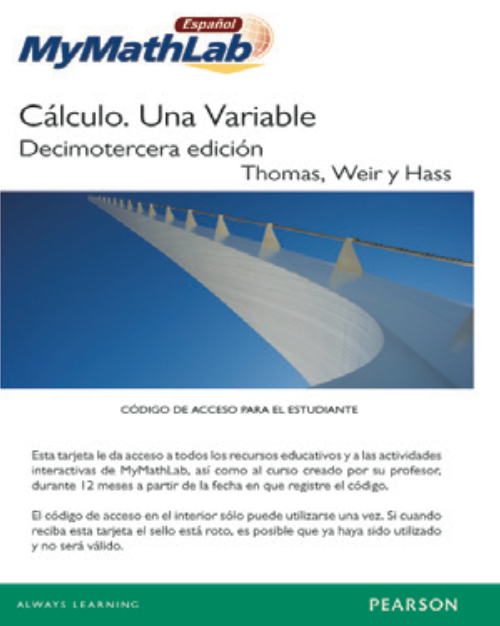 Español
MyMathLab
Cálculo. Una Variable
Decimotercera edición
Thomas, Weir y Hass
CÓDIGO DE ACCESO PARA EL ESTUDIANTE
Esta tarjeta le da acceso a todos los recursos educativos y a las actividades
interactivas de MyMathLab, así como al curso creado por su profesor,
durante 12 meses a partir de la fecha en que registre el código.
El código de acceso en el interior sólo puede utilizarse una vez. Si cuando
reciba esta tarjeta el sello está roto, es posible que ya haya sido utilizado
y no será válido.
ALWAYS LEARNING
PEARSON